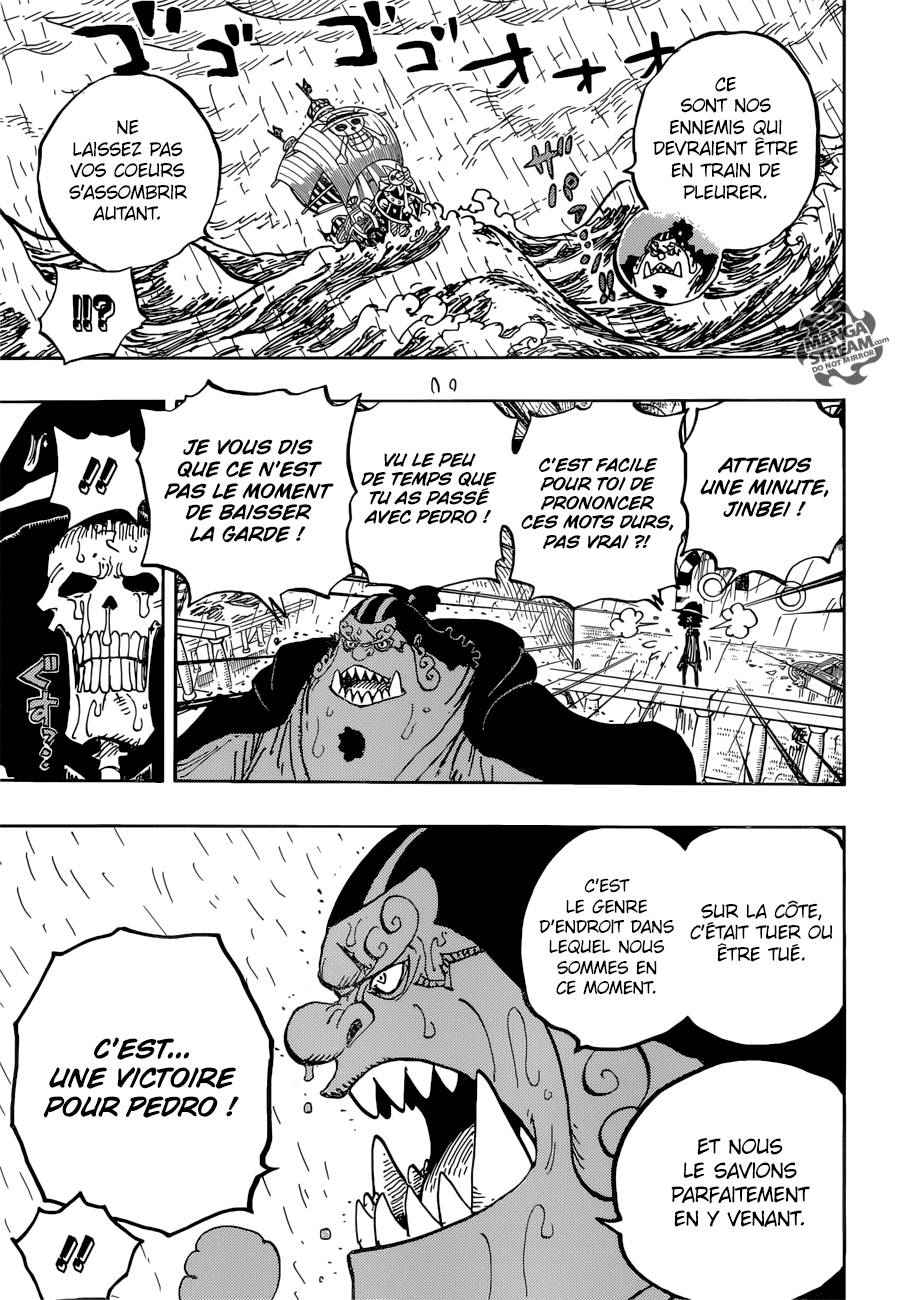 ゴゴゴオオオ
CE
SONT NOS
ENNEMIS QUI
DEVRAIENT ÊTRE
EN TRAIN DE
PLEURER.
NE
LAISSEZ PAS
VOS COEURS
S'ASSOMBRIR
AUTANT.
!!?
MANGA
STREAM.com
DO NOT MIRROR
ATTENDS
UNE MINUTE,
JINBEI !
C'EST FACILE
POUR TOI DE
PRONONCER
CES MOTS DURS,
PAS VRAI ?!
VU LE PEU
DE TEMPS QUE
TU AS PASSÉ
AVEC PEDRO !
JE VOUS DIS
QUE CE N'EST
PAS LE MOMENT
DE BAISSER
LA GARDE !
!!
SUR LA CÔTE,
C'ÉTAIT TUER OU
ÊTRE TUÉ.
C'EST
LE GENRE
D'ENDROIT DANS
LEQUEL NOUS
SOMMES EN
CE MOMENT.
ET NOUS
LE SAVIONS
PARFAITEMENT
EN Y VENANT.
C'EST...
UNE VICTOIRE
POUR PEDRO !
!!